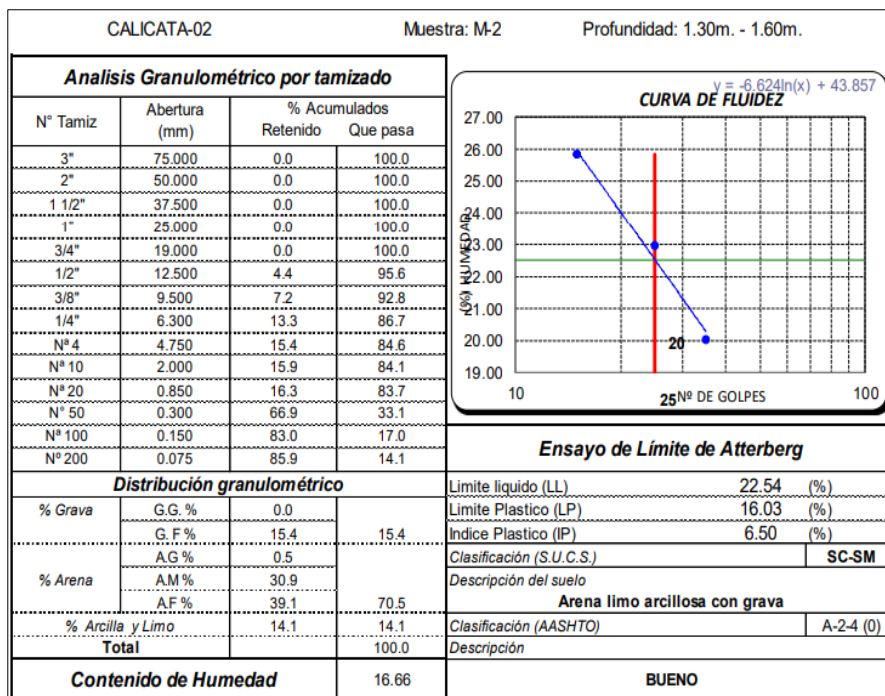 CALICATA-02 Muestra: M-2 Profundidad: 1.30m. - 1.60m.
Analisis Granulométrico por tamizado
N° Tamiz Abertura (mm) % Acumulados
Retenido Que pasa
3" 75.000 0.0 100.0
2" 50.000 0.0 100.0
1 1/2" 37.500 0.0 100.0
1" 25.000 0.0 100.0
3/4" 19.000 0.0 100.0
1/2" 12.500 4.4 95.6
3/8" 9.500 7.2 92.8
1/4" 6.300 13.3 86.7
Nª 4 4.750 15.4 84.6
Nª 10 2.000 15.9 84.1
Nª 20 0.850 16.3 83.7
N° 50 0.300 66.9 33.1
Nª 100 0.150 83.0 17.0
Nº 200 0.075 85.9 14.1
Distribución granulométrico
% Grava G.G. % 0.0
G. F % 15.4 15.4
A.G % 0.5
% Arena A.M % 30.9
A.F % 39.1 70.5
% Arcilla y Limo 14.1 14.1
Total 100.0
Contenido de Humedad 16.66
y = -6.624ln(x) + 43.857
CURVA DE FLUIDEZ
27.00
26.00
25.00
24.00
23.00
22.00
21.00
20.00
19.00
(%) HUMEDAD
20
10 25 Nº DE GOLPES 100
Ensayo de Límite de Atterberg
Limite liquido (LL) 22.54 (%)
Limite Plastico (LP) 16.03 (%)
Indice Plastico (IP) 6.50 (%)
Clasificación (S.U.C.S.) SC-SM
Descripción del suelo
Arena limo arcillosa con grava
Clasificación (AASHTO) A-2-4 (0)
Descripción
BUENO